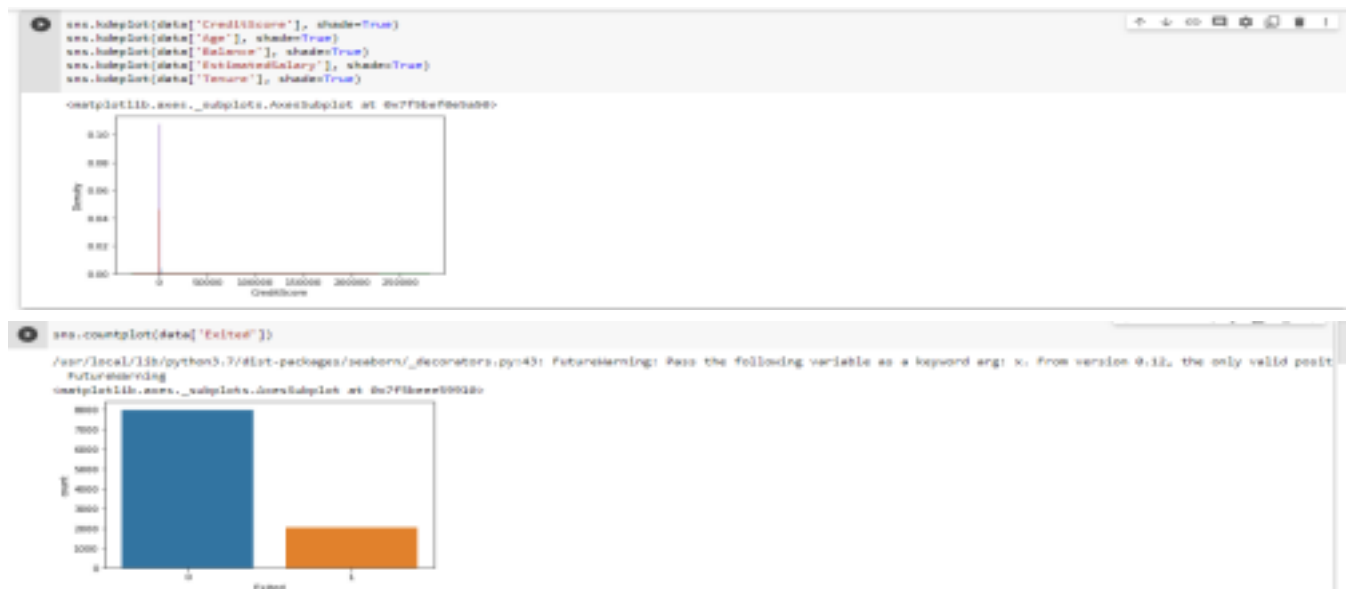 sns.kdeplot(data['CreditScore'], shade=True)
sns.kdeplot(data['Age'], shade=True)
sns.kdeplot(data['Balance'], shade=True)
sns.kdeplot(data['EstimatedSalary'], shade=True)
sns.kdeplot(data['Tenure'], shade=True)
<matplotlib.axes._subplots.AxesSubplot at
0.10
0.08
0.06
0.04
0.02
0.00
Density
0 50000 100000 150000 200000 250000
CreditScore
sns.countplot(data['Exited'])
/usr/local/lib/python3.7/dist-packages/seaborn/_decorators.py:43: FutureWarning: Pass the following variable as a keyword arg: x. From version 0.12, the only valid posit
FutureWarning
<matplotlib.axes._subplots.AxesSubplot at
8000
7000
6000
5000
4000
3000
2000
1000
0
count
0 1
Exited